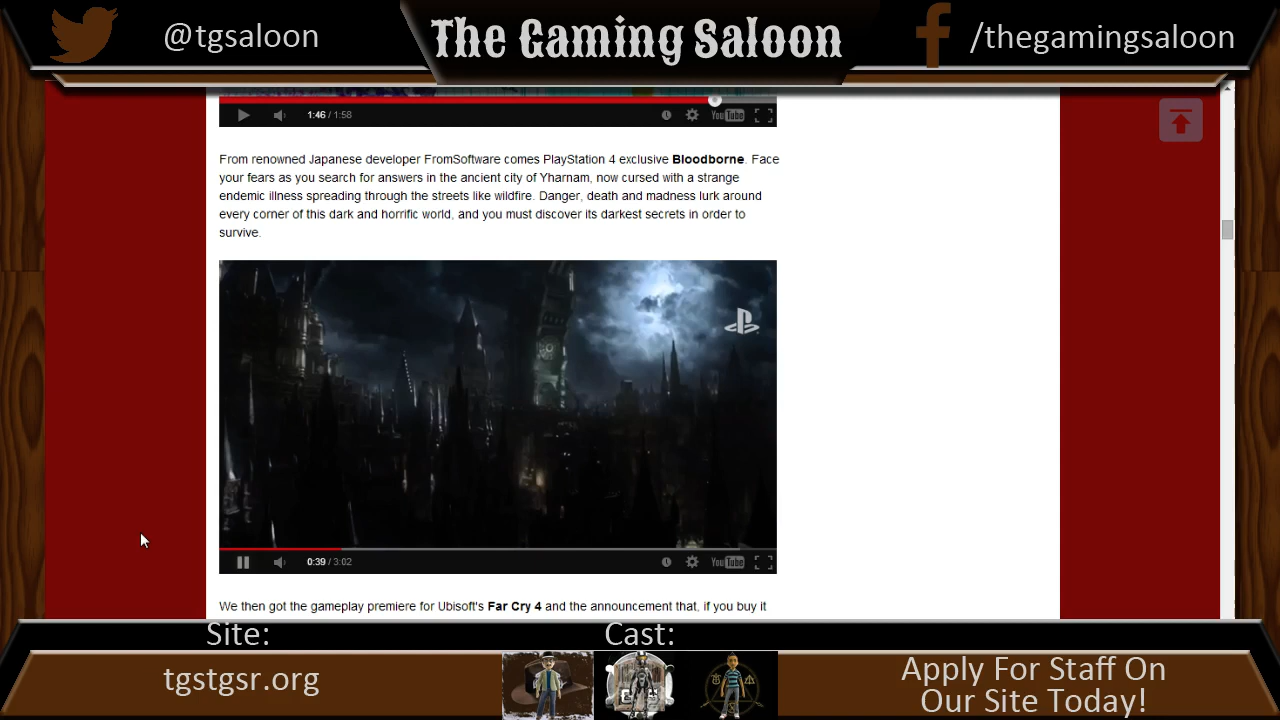 @tgsaloon
The Gaming Saloon
/thegamingsaloon
1:46 / 1:58
YouTube
From renowned Japanese developer FromSoftware comes PlayStation 4 exclusive Bloodborne. Face
your fears as you search for answers in the ancient city of Yharnam, now cursed with a strange
endemic illness spreading through the streets like wildfire. Danger, death and madness lurk around
every corner of this dark and horrific world, and you must discover its darkest secrets in order to
survive.
0:39 / 3:02
YouTube
We then got the gameplay premiere for Ubisoft's Far Cry 4 and the announcement that, if you buy it
Site:
Cast:
tgstgsr.org
Apply For Staff On
Our Site Today!